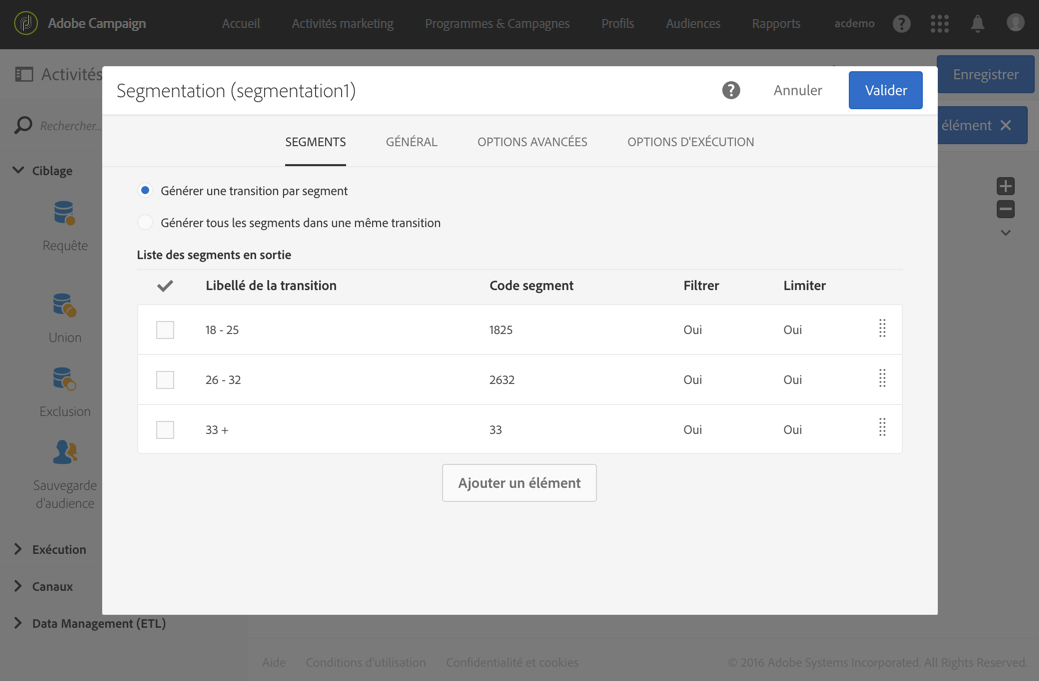 Adobe Campaign
Accueil
Activités marketing
Programmes & Campagnes
Profils
Audiences
Rapports
acdemo
Activités
Enregistrer
Segmentation (segmentation1)
Annuler
Valider
Rechercher...
élément
SEGMENTS
GÉNÉRAL
OPTIONS AVANCÉES
OPTIONS D'EXÉCUTION
Ciblage
Requête
Union
Exclusion
Sauvegarde
d'audience
Exécution
Canaux
Data Management (ETL)
Générer une transition par segment
Générer tous les segments dans une même transition
Liste des segments en sortie
Libellé de la transition
Code segment
Filtrer
Limiter
18 - 25
1825
Oui
Oui
26 - 32
2632
Oui
Oui
33 +
33
Oui
Oui
Ajouter un élément
Aide
Conditions d'utilisation
Confidentialité et cookies
© 2016 Adobe Systems Incorporated. All Rights Reserved.